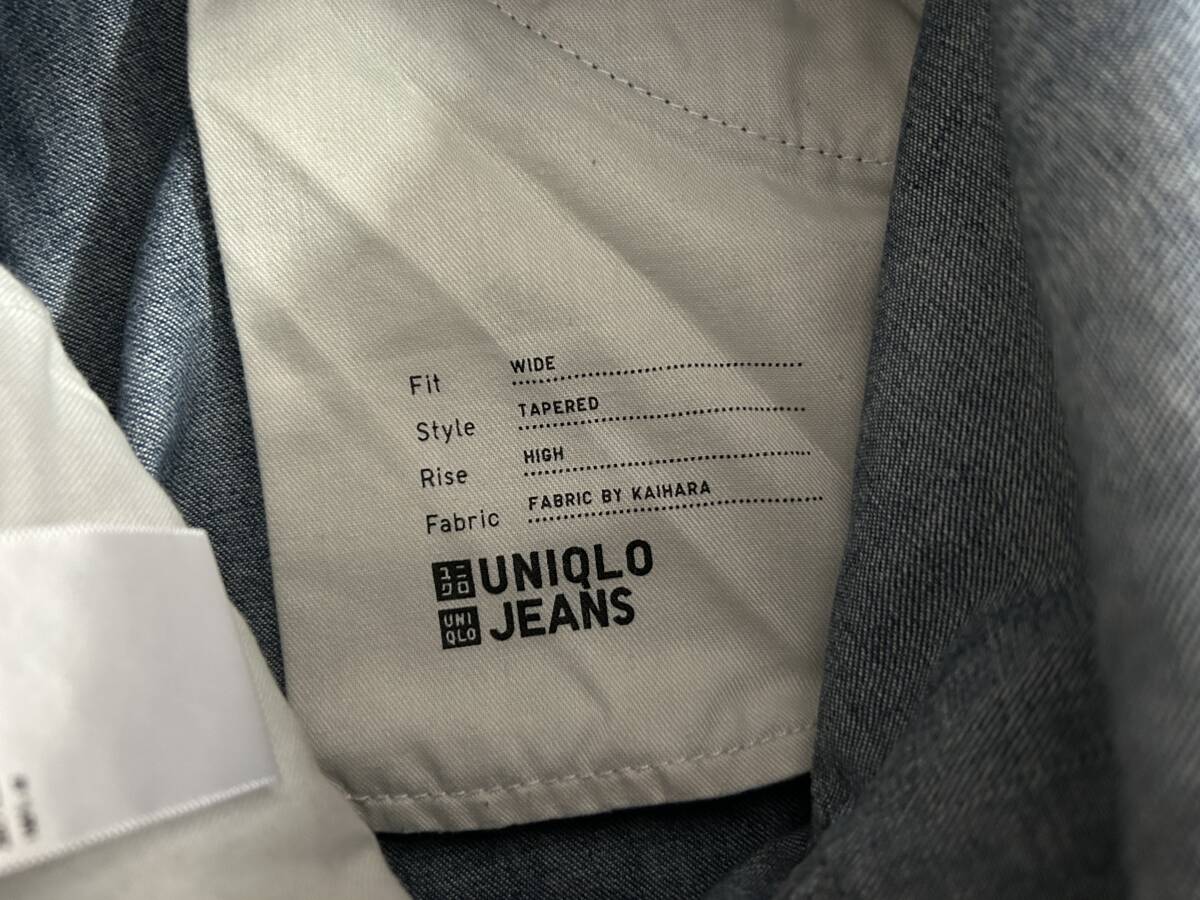 Fit WIDE
Style TAPERED
Rise HIGH
Fabric FABRIC BY KAIHARA
ユニ
クロ
UNIQLO
UNI
QLO
JEANS